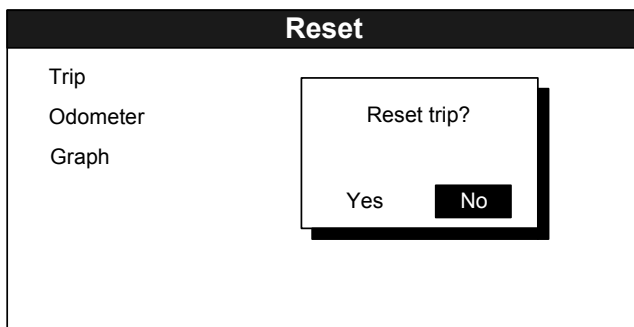 Reset
Trip
Odometer
Graph
Reset trip?
Yes No